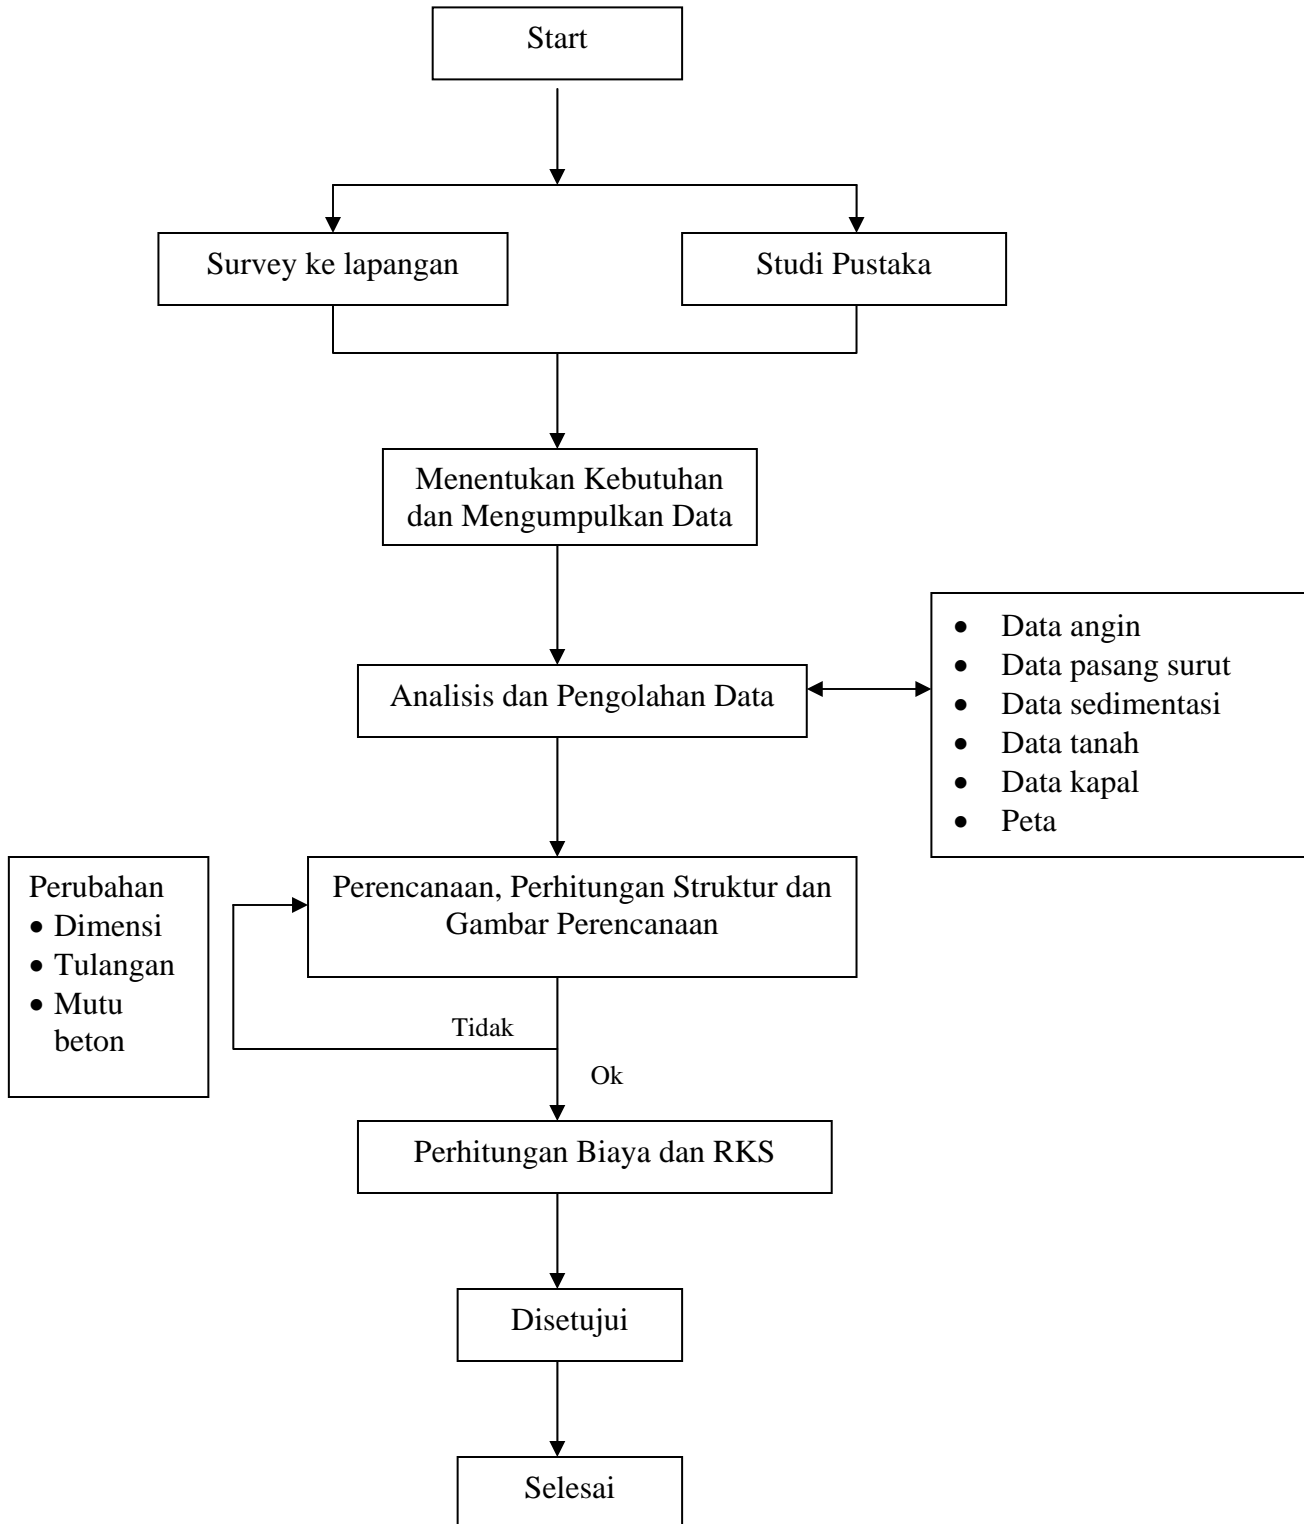 Start
Survey ke lapangan
Studi Pustaka
Menentukan Kebutuhan
dan Mengumpulkan Data
Analisis dan Pengolahan Data
• Data angin
• Data pasang surut
• Data sedimentasi
• Data tanah
• Data kapal
• Peta
Perubahan
• Dimensi
• Tulangan
• Mutu
beton
Perencanaan, Perhitungan Struktur dan
Gambar Perencanaan
Tidak
Ok
Perhitungan Biaya dan RKS
Disetujui
Selesai